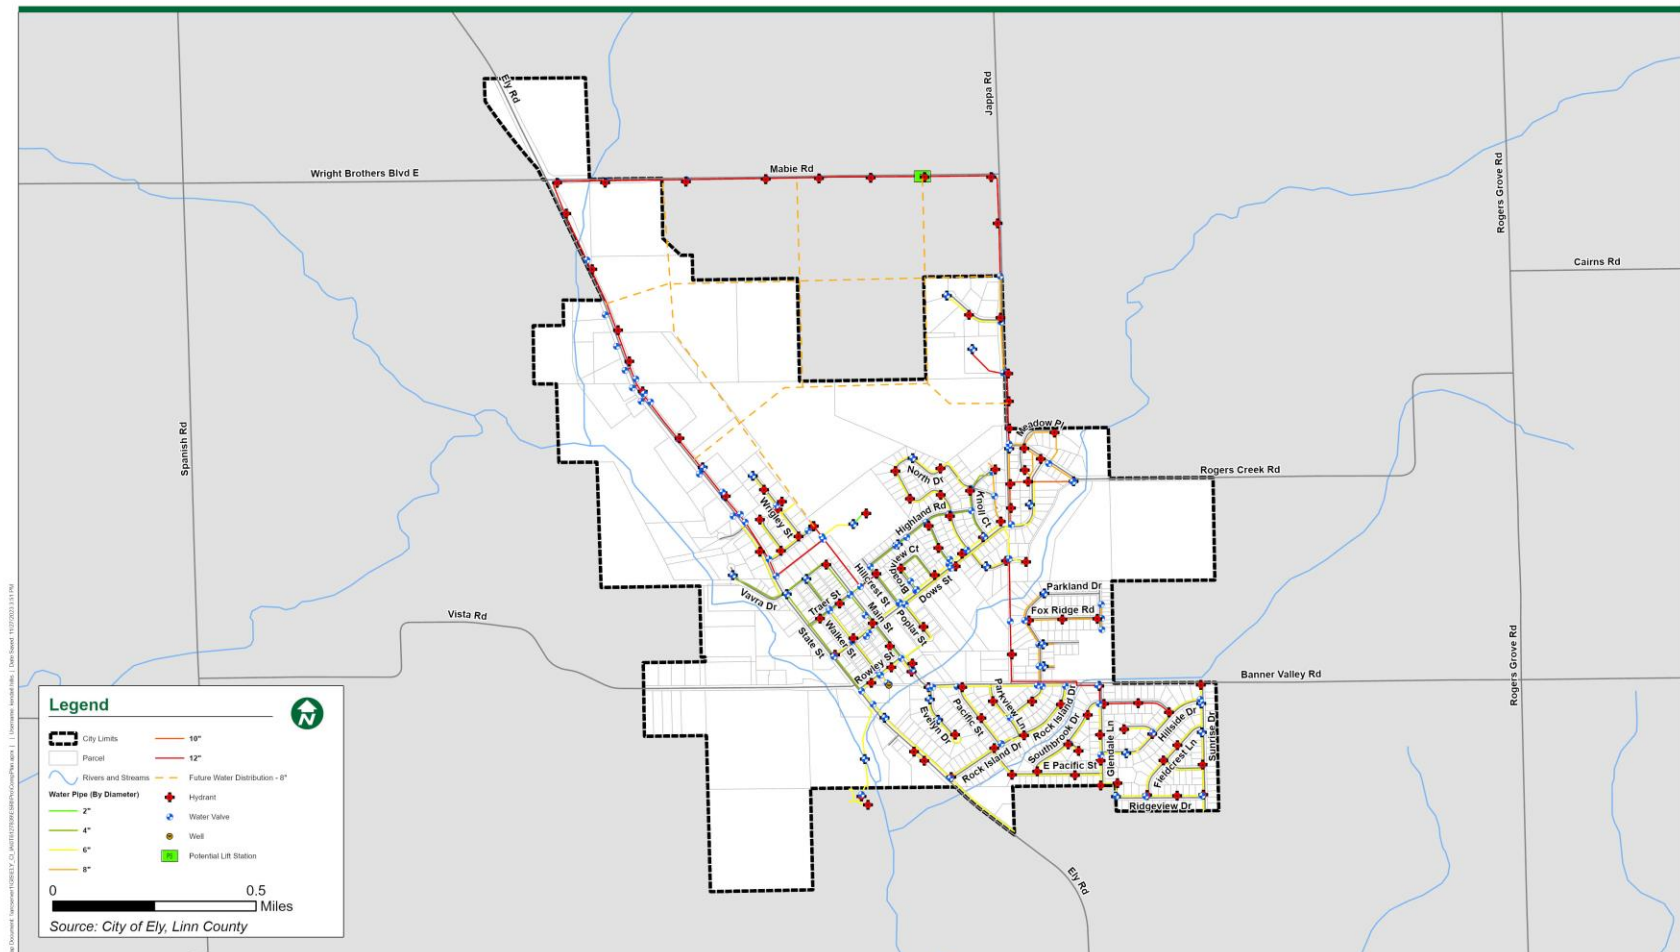 Ely Rd
Jappa Rd
Wright Brothers Blvd E
Mabie Rd
Rogers Grove Rd
Cairns Rd
Spanish Rd
Meadow Pl
Rogers Creek Rd
North Dr
Knoll Ct
Wrigley St
Highland Rd
Broadview Ct
Hillcrest St
Dows St
Parkland Dr
Fox Ridge Rd
Vavra Dr
Traer St
Main St
Poplar St
Walker St
State St
Rowley St
Vista Rd
Banner Valley Rd
Rogers Grove Rd
Evelyn Dr
Pacific St
Parkview Ln
Rock Island Dr
Rock Island Dr
Southbrook Dr
E Pacific St
Glendale Ln
Hillside Dr
Fieldcrest Ln
Sunrise Dr
Ridgeview Dr
Ely Rd
Legend
N
City Limits
10"
Parcel
12"
Rivers and Streams
Future Water Distribution - 8"
Water Pipe (By Diameter)
Hydrant
2"
Water Valve
4"
Well
6"
Potential Lift Station
8"
0 0.5
Miles
Source: City of Ely, Linn County